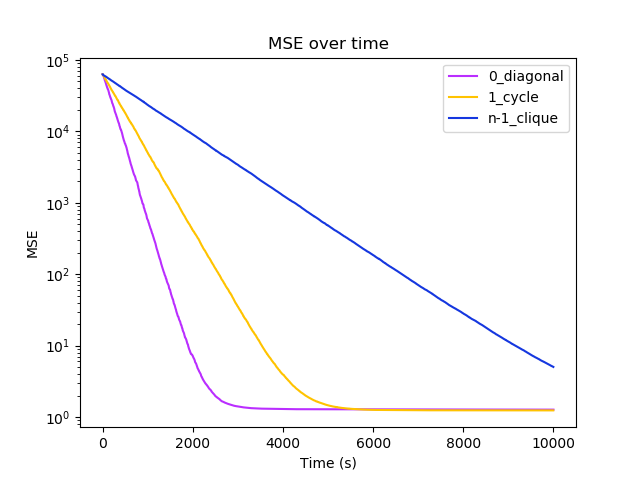 MSE over time
0_diagonal
1_cycle
n-1_clique
MSE
10⁵
10⁴
10³
10²
10¹
10⁰
0 2000 4000 6000 8000 10000
Time (s)